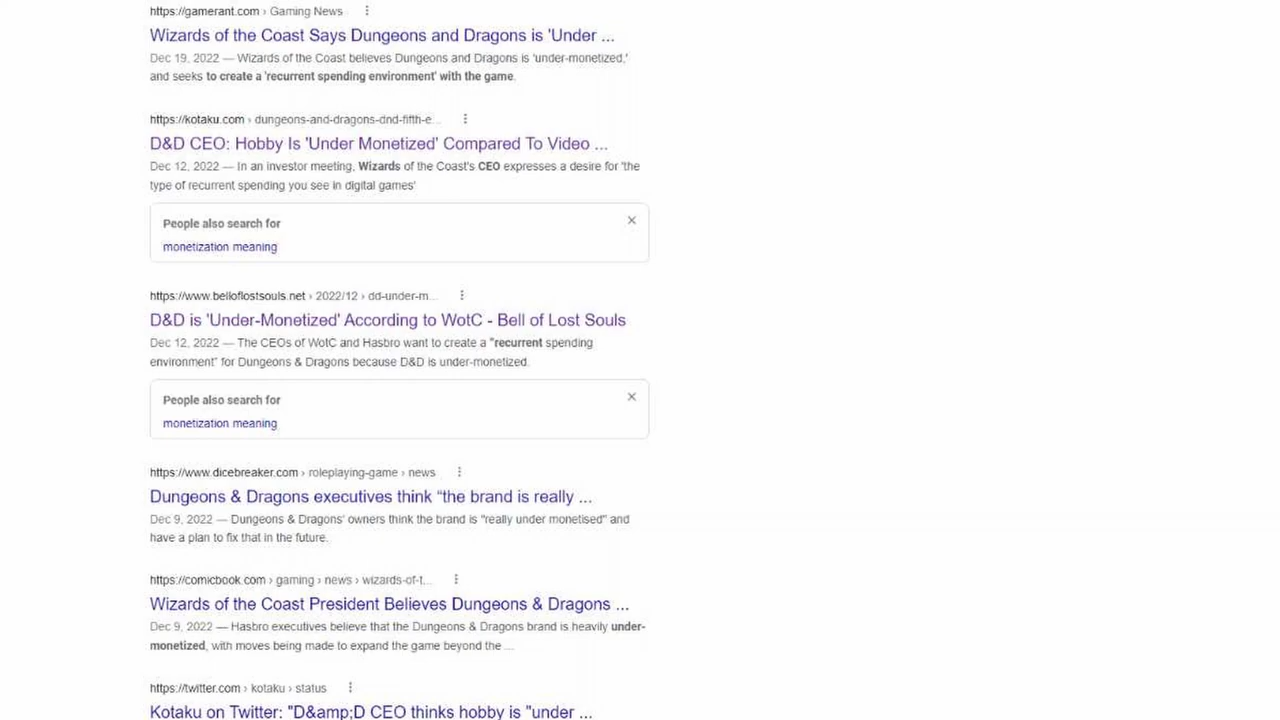 https://gamerant.com › Gaming News
Wizards of the Coast Says Dungeons and Dragons is 'Under ...
Dec 19, 2022 — Wizards of the Coast believes Dungeons and Dragons is 'under-monetized,'
and seeks to create a 'recurrent spending environment' with the game.
https://kotaku.com › dungeons-and-dragons-dnd-fifth-e...
D&D CEO: Hobby Is 'Under Monetized' Compared To Video ...
Dec 12, 2022 — In an investor meeting, Wizards of the Coast's CEO expresses a desire for 'the
type of recurrent spending you see in digital games'
People also search for
monetization meaning
https://www.belloflostsouls.net › 2022/12 › dd-under-m...
D&D is 'Under-Monetized' According to WotC - Bell of Lost Souls
Dec 12, 2022 — The CEOs of WotC and Hasbro want to create a "recurrent spending
environment" for Dungeons & Dragons because D&D is under-monetized.
People also search for
monetization meaning
https://www.dicebreaker.com › roleplaying-game › news
Dungeons & Dragons executives think “the brand is really ...
Dec 9, 2022 — Dungeons & Dragons' owners think the brand is "really under monetised" and
have a plan to fix that in the future.
https://comicbook.com › gaming › news › wizards-of-t...
Wizards of the Coast President Believes Dungeons & Dragons ...
Dec 9, 2022 — Hasbro executives believe that the Dungeons & Dragons brand is heavily under-
monetized, with moves being made to expand the game beyond the ...
https://twitter.com › kotaku › status
Kotaku on Twitter: "D&amp;D CEO thinks hobby is "under ...